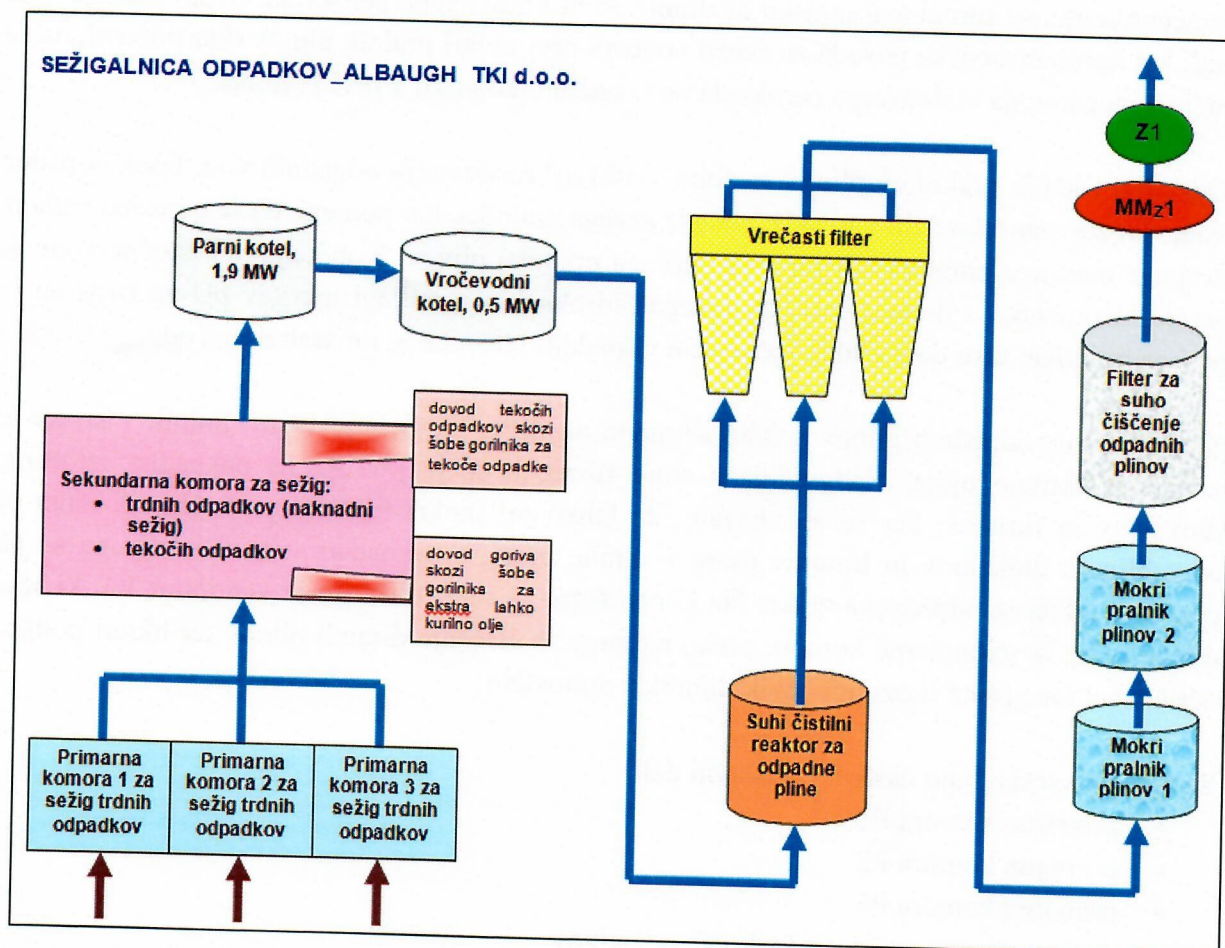 SEŽIGALNICA ODPADKOV_ALBAUGH TKI d.o.o.
Z1
MMz1
Parni kotel,
1,9 MW
Vročevodni
kotel, 0,5 MW
Vrečasti filter
Filter za
suho
čiščenje
odpadnih
plinov
dovod tekočih
odpadkov skozi
šobe gorilnika za
tekoče odpadke
Sekundarna komora za sežig:
• trdnih odpadkov (naknadni
sežig)
• tekočih odpadkov
dovod goriva
skozi šobe
gorilnika za
ekstra lahko
kurilno olje
Mokri
pralnik
plinov 2
Suhi čistilni
reaktor za
odpadne
pline
Mokri
pralnik
plinov 1
Primarna
komora 1 za
sežig trdnih
odpadkov
Primarna
komora 2 za
sežig trdnih
odpadkov
Primarna
komora 3 za
sežig trdnih
odpadkov